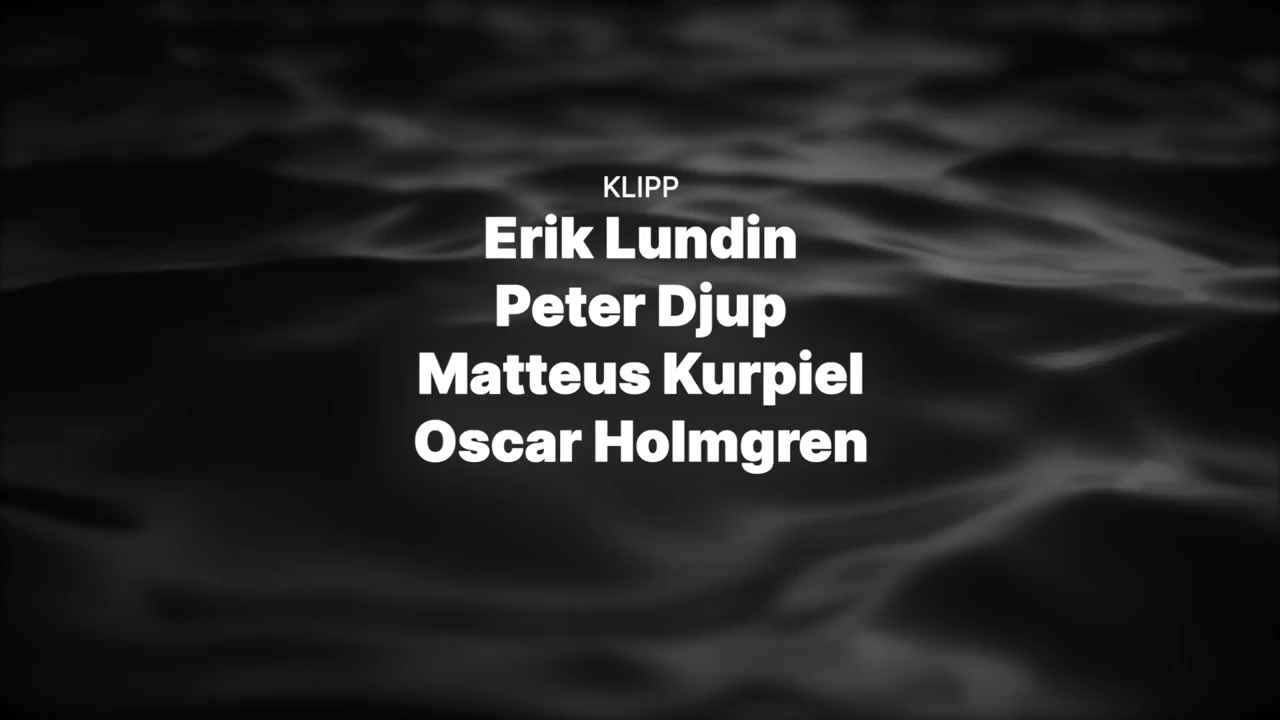 KLIPP
Erik Lundin
Peter Djup
Matteus Kurpiel
Oscar Holmgren